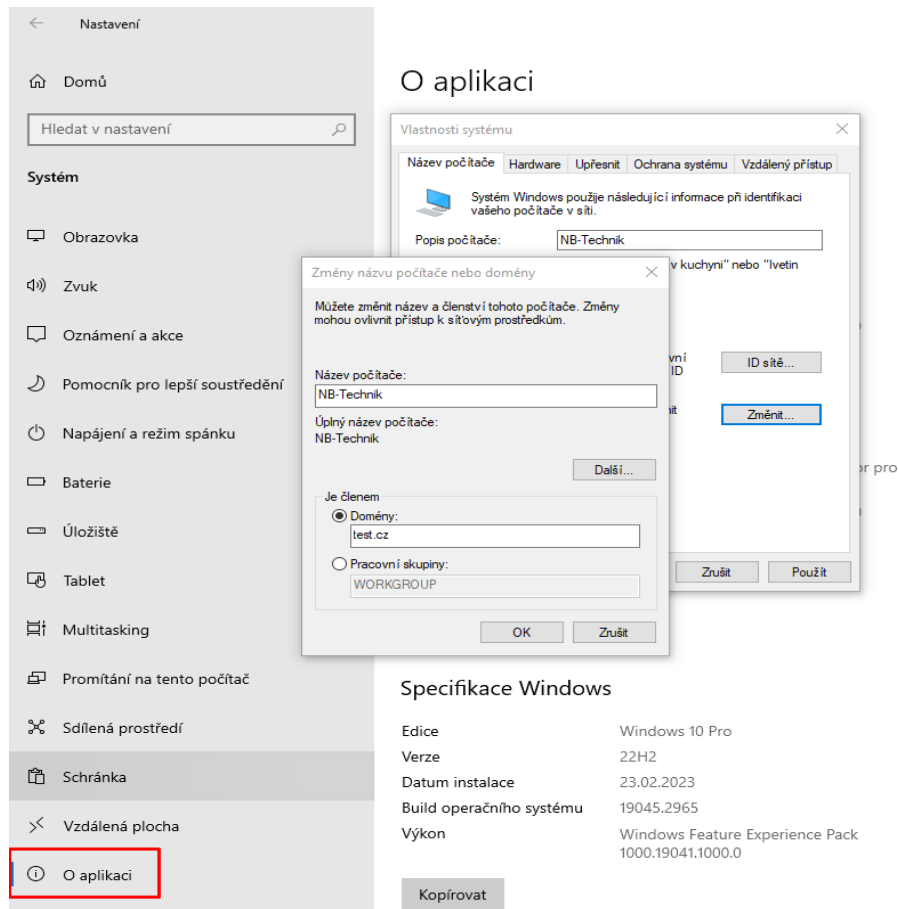 Nastavení
Domů
Hledat v nastavení
Systém
Obrazovka
Zvuk
Oznámení a akce
Pomocník pro lepší soustředění
Napájení a režim spánku
Baterie
Úložiště
Tablet
Multitasking
Promítání na tento počítač
Sdílená prostředí
Schránka
Vzdálená plocha
O aplikaci
O aplikaci
Vlastnosti systému
Název počítače Hardware Upřesnit Ochrana systému Vzdálený přístup
Systém Windows použije následující informace při identifikaci
vašeho počítače v síti.
Popis počítače: NB-Technik
v kuchyni" nebo "Ivetin
vní
ID
ID sítě...
it
Změnit...
or pro
Zrušit Použít
Změny názvu počítače nebo domény
Můžete změnit název a členství tohoto počítače. Změny
mohou ovlivnit přístup k síťovým prostředkům.
Název počítače:
NB-Technik
Úplný název počítače:
NB-Technik
Další...
Je členem
Domény:
test.cz
Pracovní skupiny:
WORKGROUP
OK Zrušit
Specifikace Windows
Edice Windows 10 Pro
Verze 22H2
Datum instalace 23.02.2023
Build operačního systému 19045.2965
Výkon Windows Feature Experience Pack
1000.19041.1000.0
Kopírovat